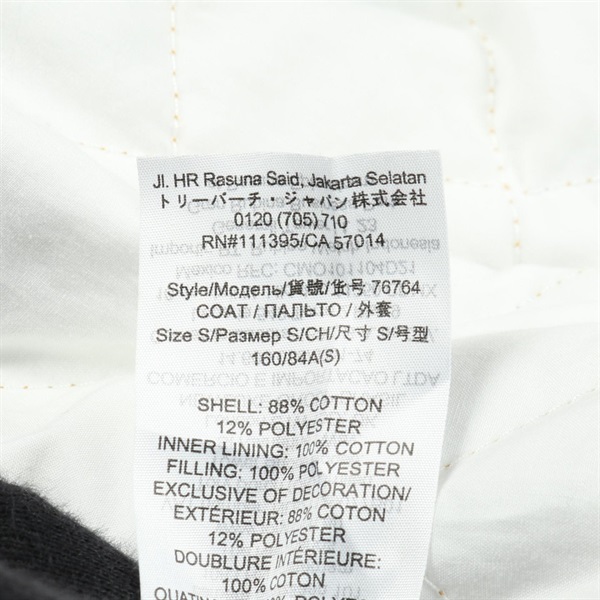 Jl. HR Rasuna Said, Jakarta Selatan
トリーバーチ・ジャパン株式会社
0120 (705) 710
RN#111395/CA 57014
Style/Модель/貨號/货号 76764
COAT / ПАЛЬТО / 外套
Size S/Размер S/CH/尺寸 S/号型
160/84A(S)
SHELL: 88% COTTON
12% POLYESTER
INNER LINING: 100% COTTON
FILLING: 100% POLYESTER
EXCLUSIVE OF DECORATION/
EXTÉRIEUR: 88% COTON
12% POLYESTER
DOUBLURE INTÉRIEURE:
100% COTON